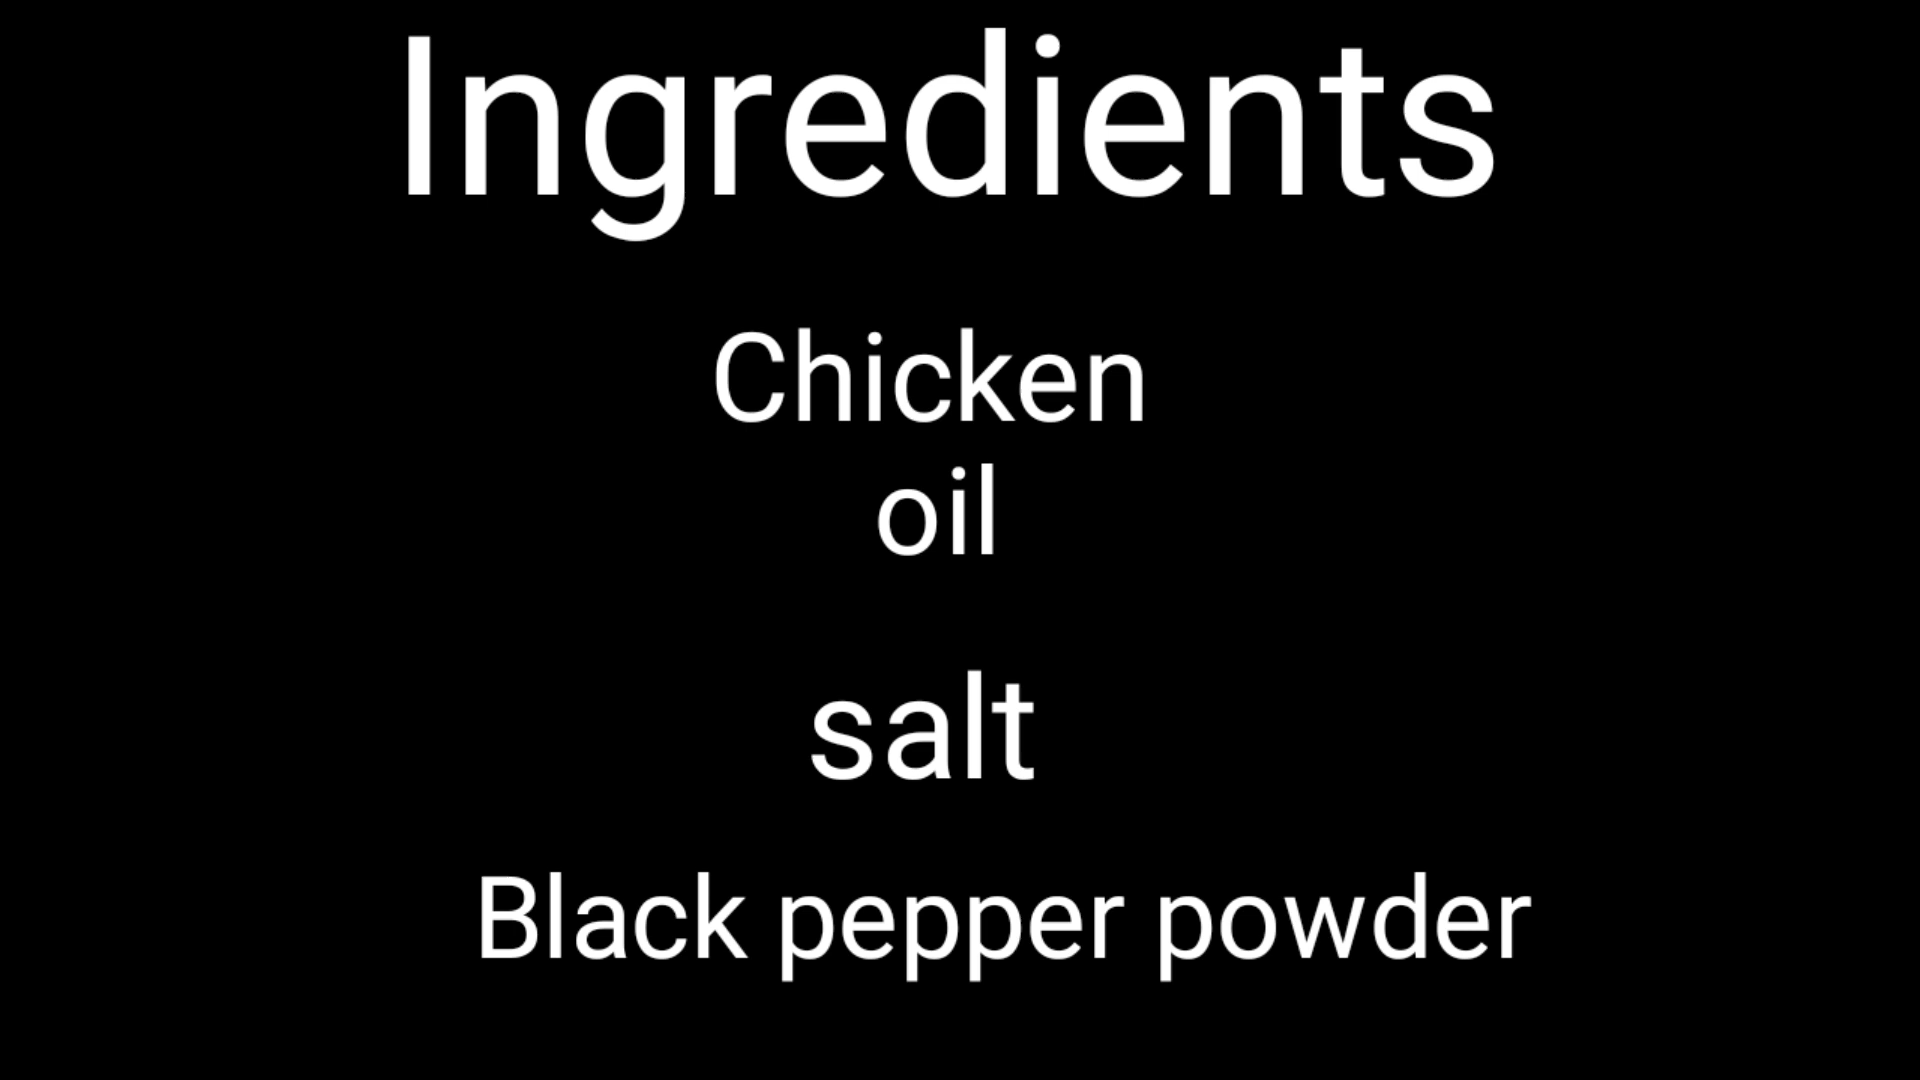 Ingredients
Chicken
oil
salt
Black pepper powder